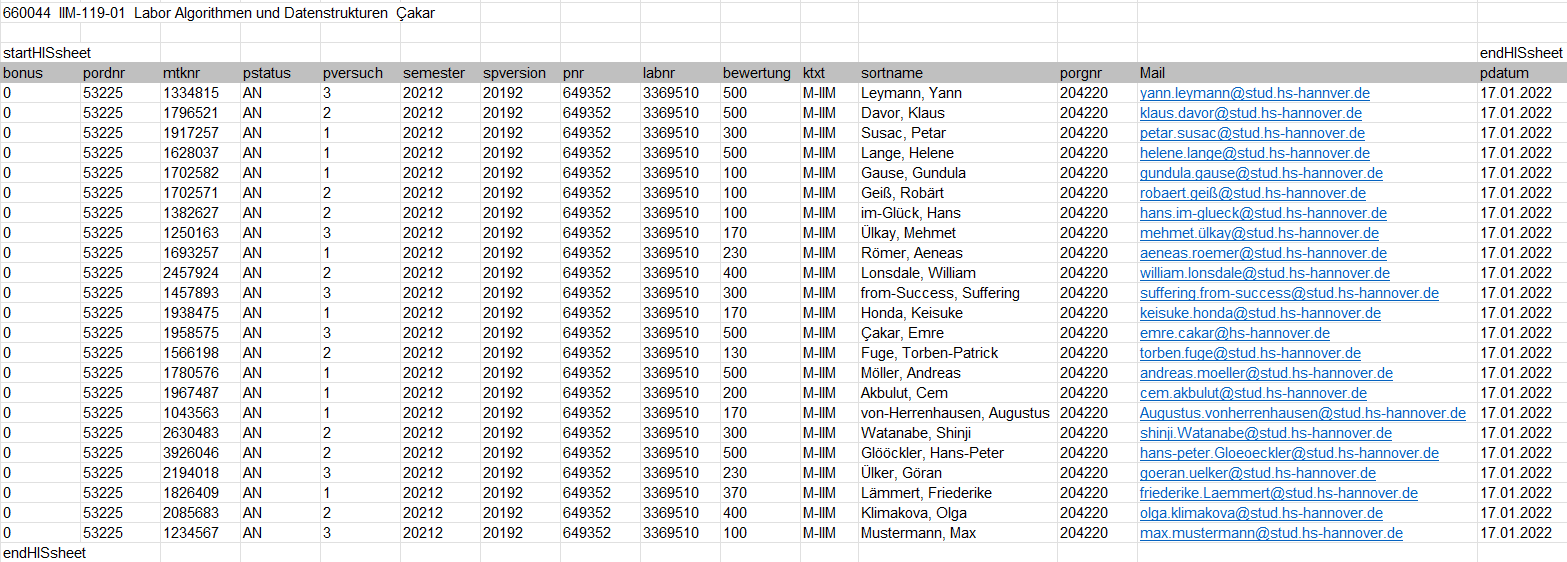 660044 IIM-119-01 Labor Algorithmen und Datenstrukturen Çakar
startHISsheet endHISsheet
bonus pordnr mtknr pstatus pversuch semester spversion pnr labnr bewertung ktxt sortname porgnr Mail pdatum
0 53225 1334815 AN 3 20212 20192 649352 3369510 500 M-IIM Leymann, Yann 204220 yann.leymann@stud.hs-hannver.de 17.01.2022
0 53225 1796521 AN 2 20212 20192 649352 3369510 500 M-IIM Davor, Klaus 204220 klaus.davor@stud.hs-hannover.de 17.01.2022
0 53225 1917257 AN 1 20212 20192 649352 3369510 300 M-IIM Susac, Petar 204220 petar.susac@stud.hs-hannover.de 17.01.2022
0 53225 1628037 AN 1 20212 20192 649352 3369510 500 M-IIM Lange, Helene 204220 helene.lange@stud.hs-hannover.de 17.01.2022
0 53225 1702582 AN 1 20212 20192 649352 3369510 100 M-IIM Gause, Gundula 204220 gundula.gause@stud.hs-hannover.de 17.01.2022
0 53225 1702571 AN 2 20212 20192 649352 3369510 100 M-IIM Geiß, Robärt 204220 robaert.geiß@stud.hs-hannover.de 17.01.2022
0 53225 1382627 AN 2 20212 20192 649352 3369510 100 M-IIM im-Glück, Hans 204220 hans.im-glueck@stud.hs-hannover.de 17.01.2022
0 53225 1250163 AN 3 20212 20192 649352 3369510 170 M-IIM Ülkay, Mehmet 204220 mehmet.ülkay@stud.hs-hannover.de 17.01.2022
0 53225 1693257 AN 1 20212 20192 649352 3369510 230 M-IIM Römer, Aeneas 204220 aeneas.roemer@stud.hs-hannover.de 17.01.2022
0 53225 2457924 AN 2 20212 20192 649352 3369510 400 M-IIM Lonsdale, William 204220 william.lonsdale@stud.hs-hannover.de 17.01.2022
0 53225 1457893 AN 3 20212 20192 649352 3369510 300 M-IIM from-Success, Suffering 204220 suffering.from-success@stud.hs-hannover.de 17.01.2022
0 53225 1938475 AN 1 20212 20192 649352 3369510 170 M-IIM Honda, Keisuke 204220 keisuke.honda@stud.hs-hannover.de 17.01.2022
0 53225 1958575 AN 3 20212 20192 649352 3369510 500 M-IIM Çakar, Emre 204220 emre.cakar@hs-hannover.de 17.01.2022
0 53225 1566198 AN 2 20212 20192 649352 3369510 130 M-IIM Fuge, Torben-Patrick 204220 torben.fuge@stud.hs-hannover.de 17.01.2022
0 53225 1780576 AN 1 20212 20192 649352 3369510 500 M-IIM Möller, Andreas 204220 andreas.moeller@stud.hs-hannover.de 17.01.2022
0 53225 1967487 AN 1 20212 20192 649352 3369510 200 M-IIM Akbulut, Cem 204220 cem.akbulut@stud.hs-hannover.de 17.01.2022
0 53225 1043563 AN 1 20212 20192 649352 3369510 170 M-IIM von-Herrenhausen, Augustus 204220 Augustus.vonherrenhausen@stud.hs-hannover.de 17.01.2022
0 53225 2630483 AN 2 20212 20192 649352 3369510 300 M-IIM Watanabe, Shinji 204220 shinji.Watanabe@stud.hs-hannover.de 17.01.2022
0 53225 3926046 AN 2 20212 20192 649352 3369510 500 M-IIM Glööckler, Hans-Peter 204220 hans-peter.Gloeoeckler@stud.hs-hannover.de 17.01.2022
0 53225 2194018 AN 3 20212 20192 649352 3369510 230 M-IIM Ülker, Göran 204220 goeran.uelker@stud.hs-hannover.de 17.01.2022
0 53225 1826409 AN 1 20212 20192 649352 3369510 370 M-IIM Lämmert, Friederike 204220 friederike.Laemmert@stud.hs-hannover.de 17.01.2022
0 53225 2085683 AN 2 20212 20192 649352 3369510 400 M-IIM Klimakova, Olga 204220 olga.klimakova@stud.hs-hannover.de 17.01.2022
0 53225 1234567 AN 3 20212 20192 649352 3369510 100 M-IIM Mustermann, Max 204220 max.mustermann@stud.hs-hannover.de 17.01.2022
endHISsheet